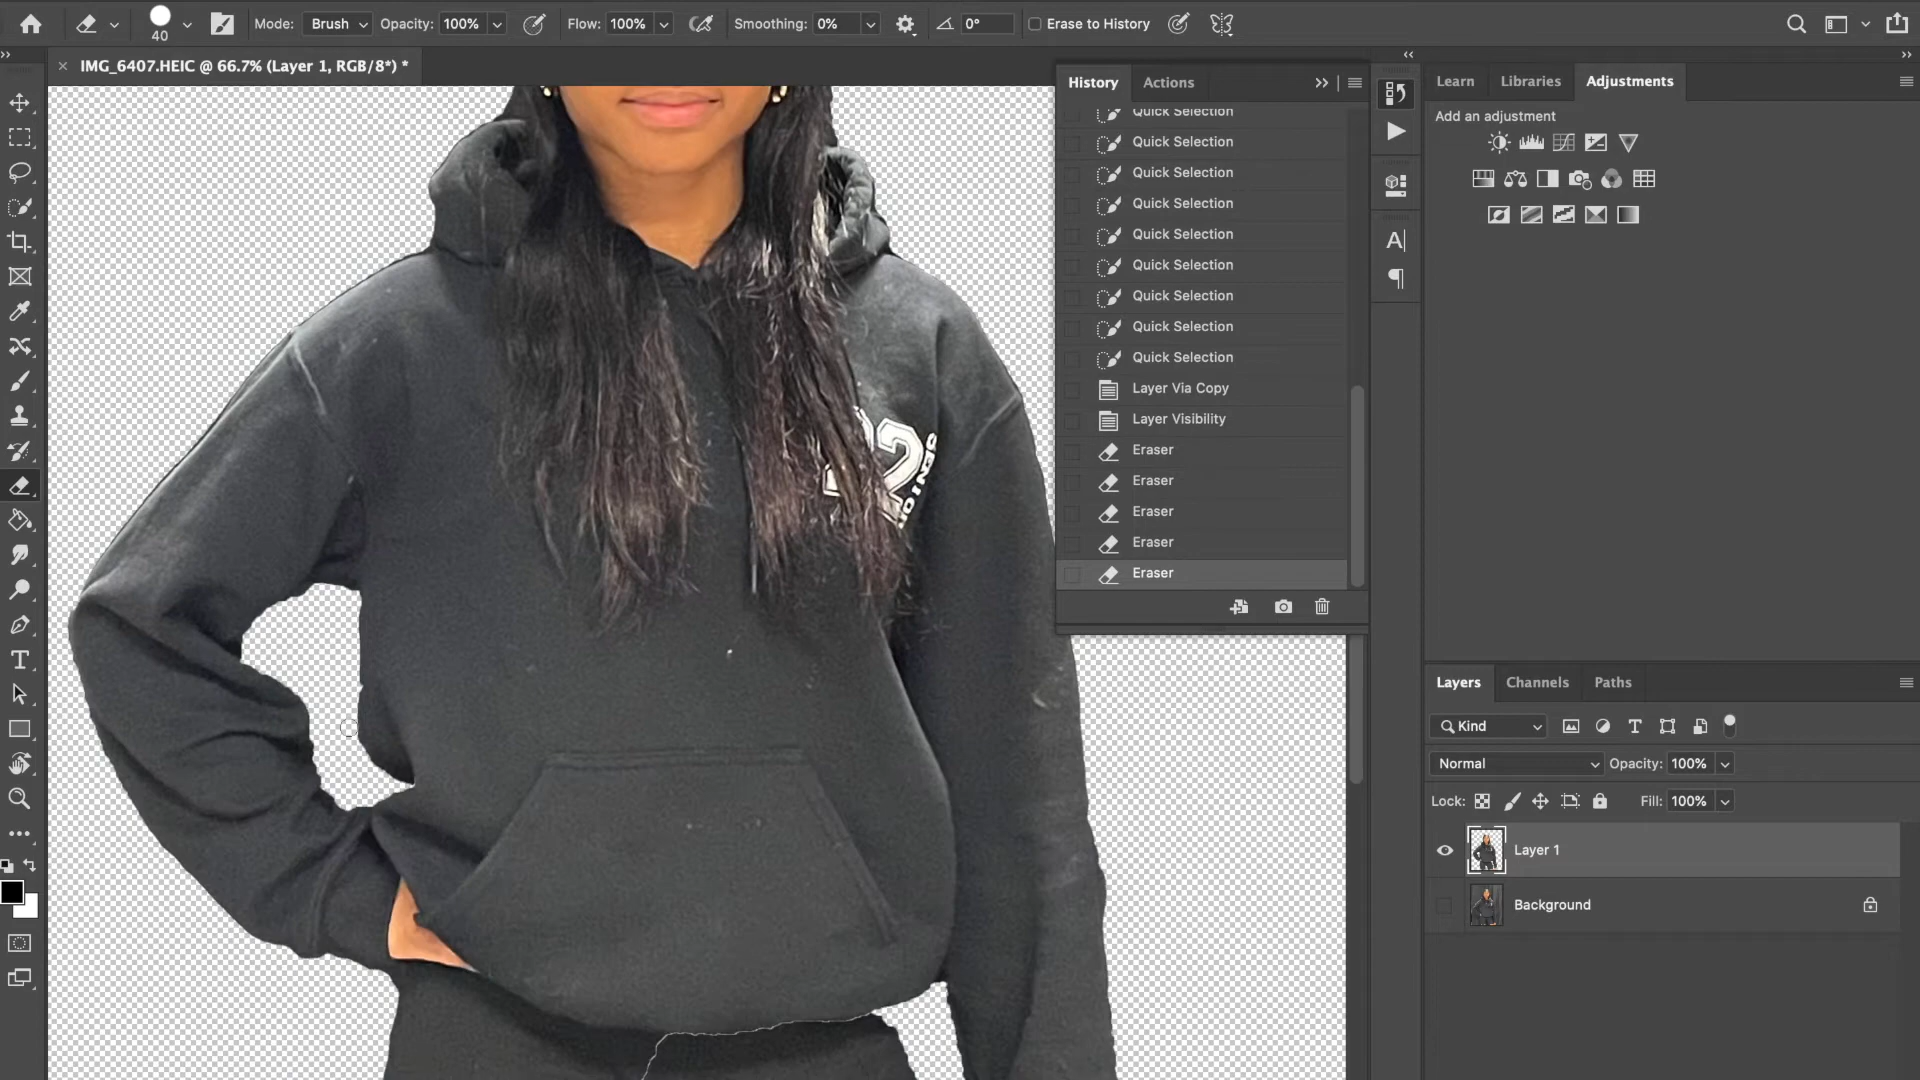 40
Mode: Brush Opacity: 100% Flow: 100% Smoothing: 0% 0° Erase to History
× IMG_6407.HEIC @ 66.7% (Layer 1, RGB/8*) *
History Actions
Learn Libraries Adjustments
Quick Selection
Add an adjustment
Quick Selection
Quick Selection
Quick Selection
Quick Selection
Quick Selection
Quick Selection
Quick Selection
Quick Selection
Layer Via Copy
Layer Visibility
Eraser
Eraser
Eraser
Eraser
Eraser
Layers Channels Paths
Kind
Normal Opacity: 100%
Lock: Fill: 100%
Layer 1
Background